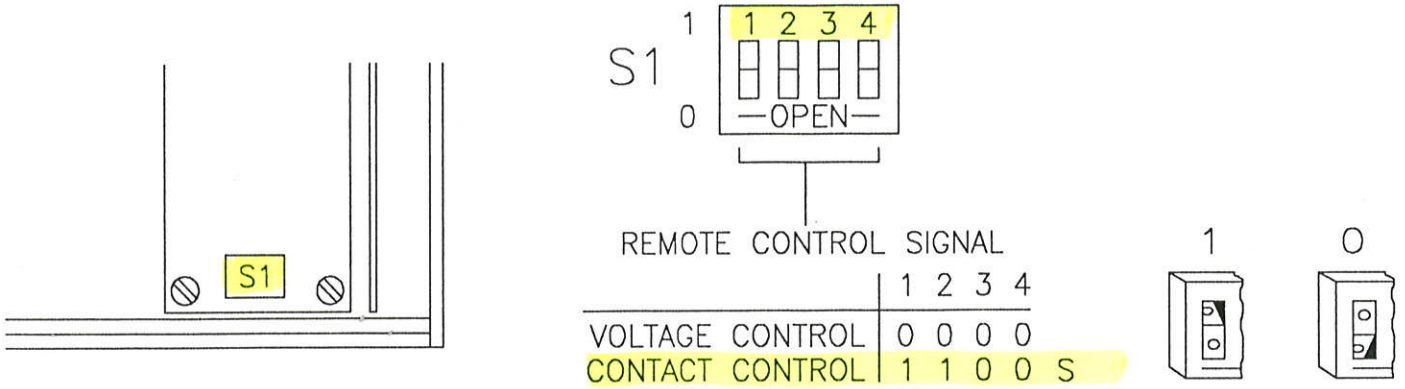 S1
1 1 2 3 4
S1
0 —OPEN—
REMOTE CONTROL SIGNAL
1 2 3 4
VOLTAGE CONTROL 0 0 0 0
CONTACT CONTROL 1 1 0 0 S
1 0